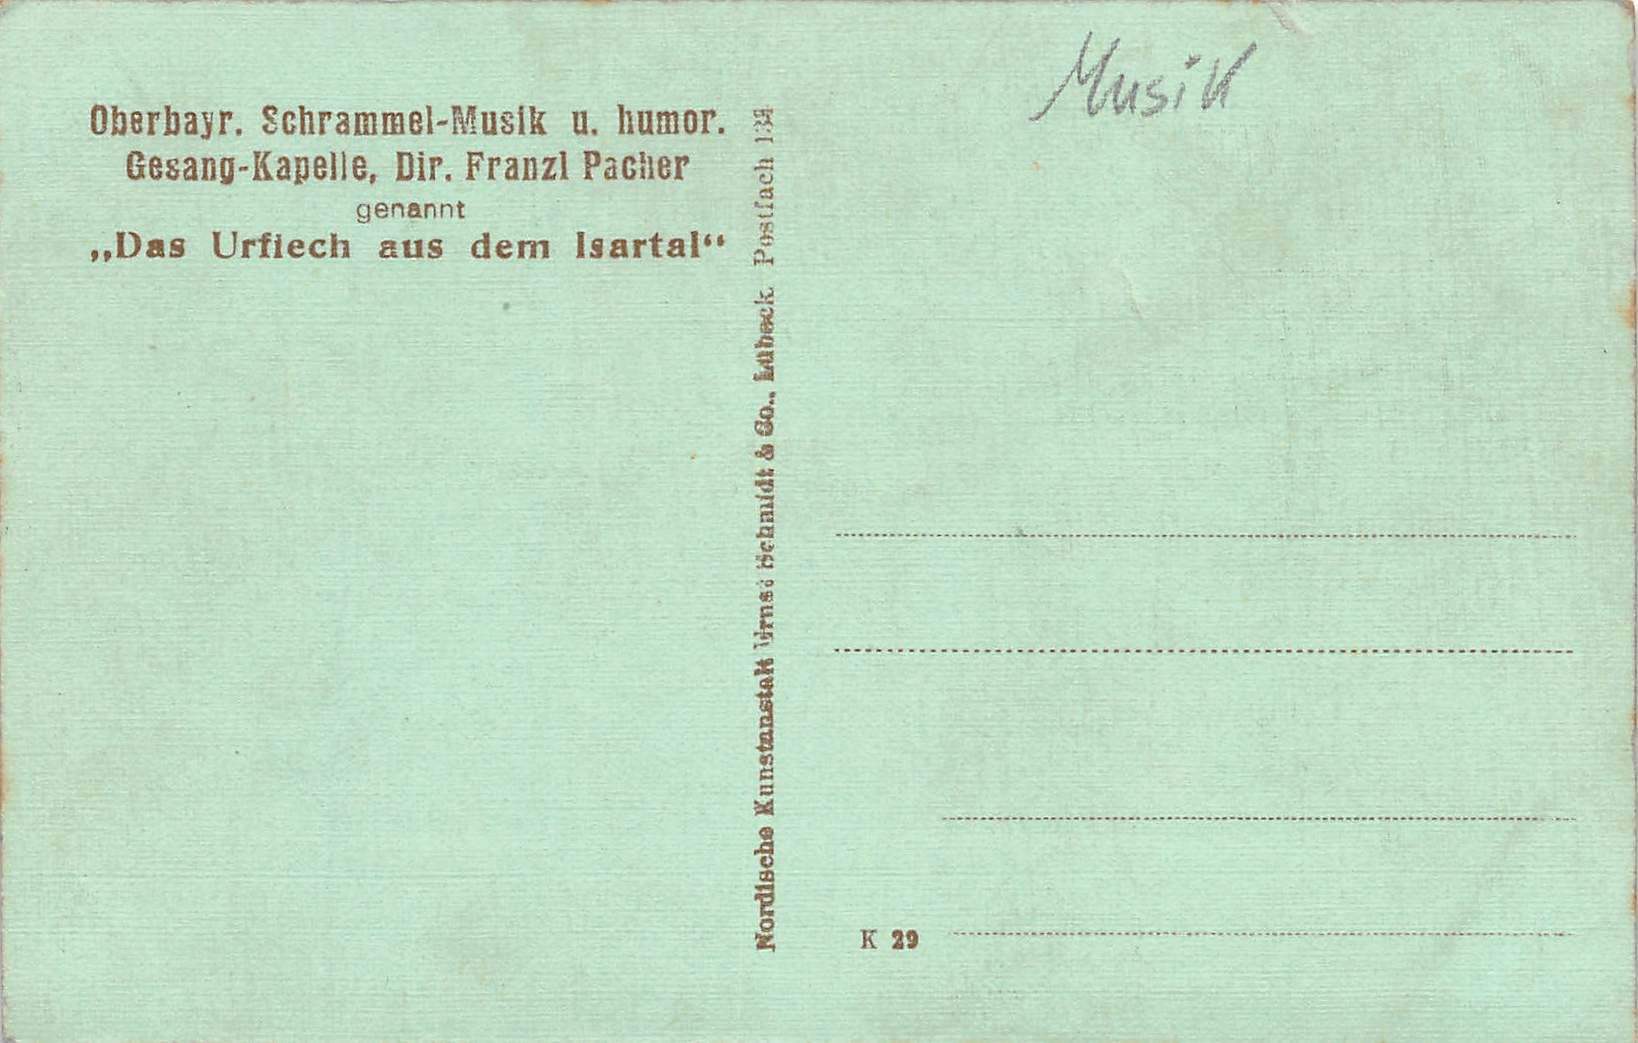 Oberbayr. Schrammel-Musik u. humor.
Gesang-Kapelle, Dir. Franzl Pacher
genannt
„Das Urfiech aus dem Isartal“
Nordische Kunstanstalt Ernst Schmidt & Co., Lübeck. Postfach
Musik
K 29